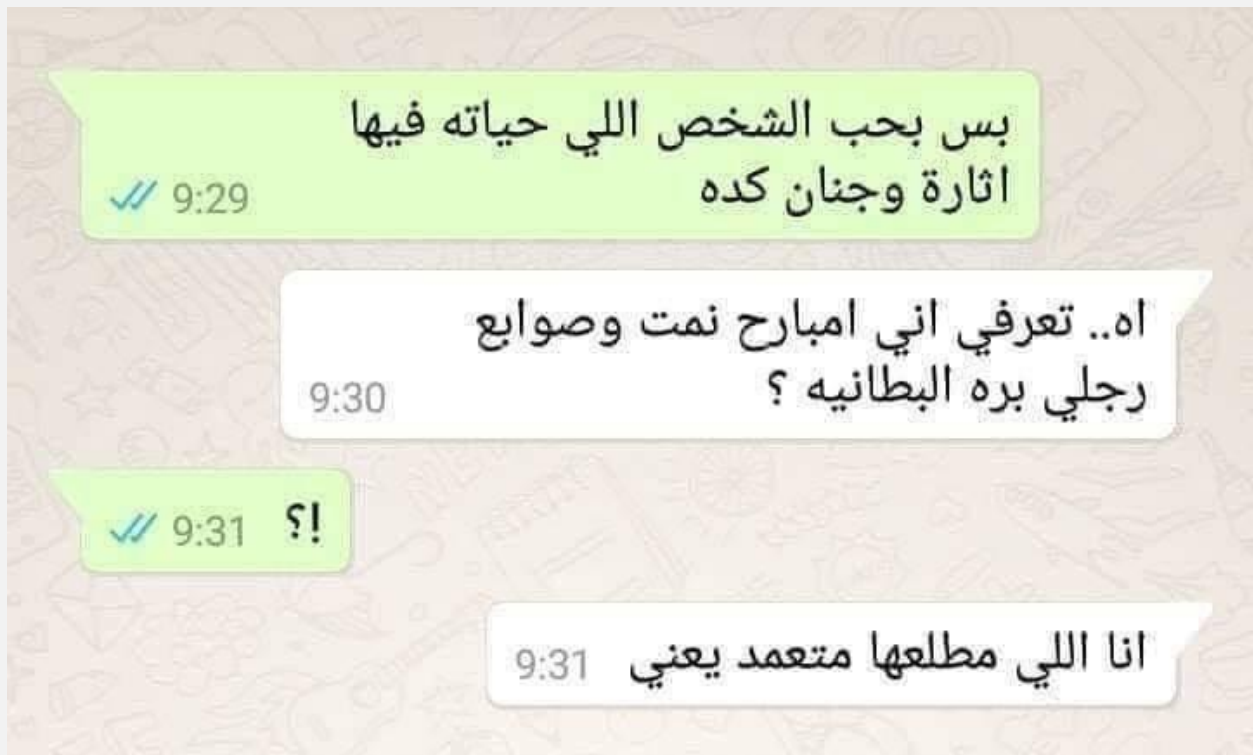 بس بحب الشخص اللي حياته فيها
اثارة وجنان كده
9:29
اه.. تعرفي اني امبارح نمت وصوابع
رجلي بره البطانيه ؟
9:30
!؟ 9:31
انا اللي مطلعها متعمد يعني 9:31